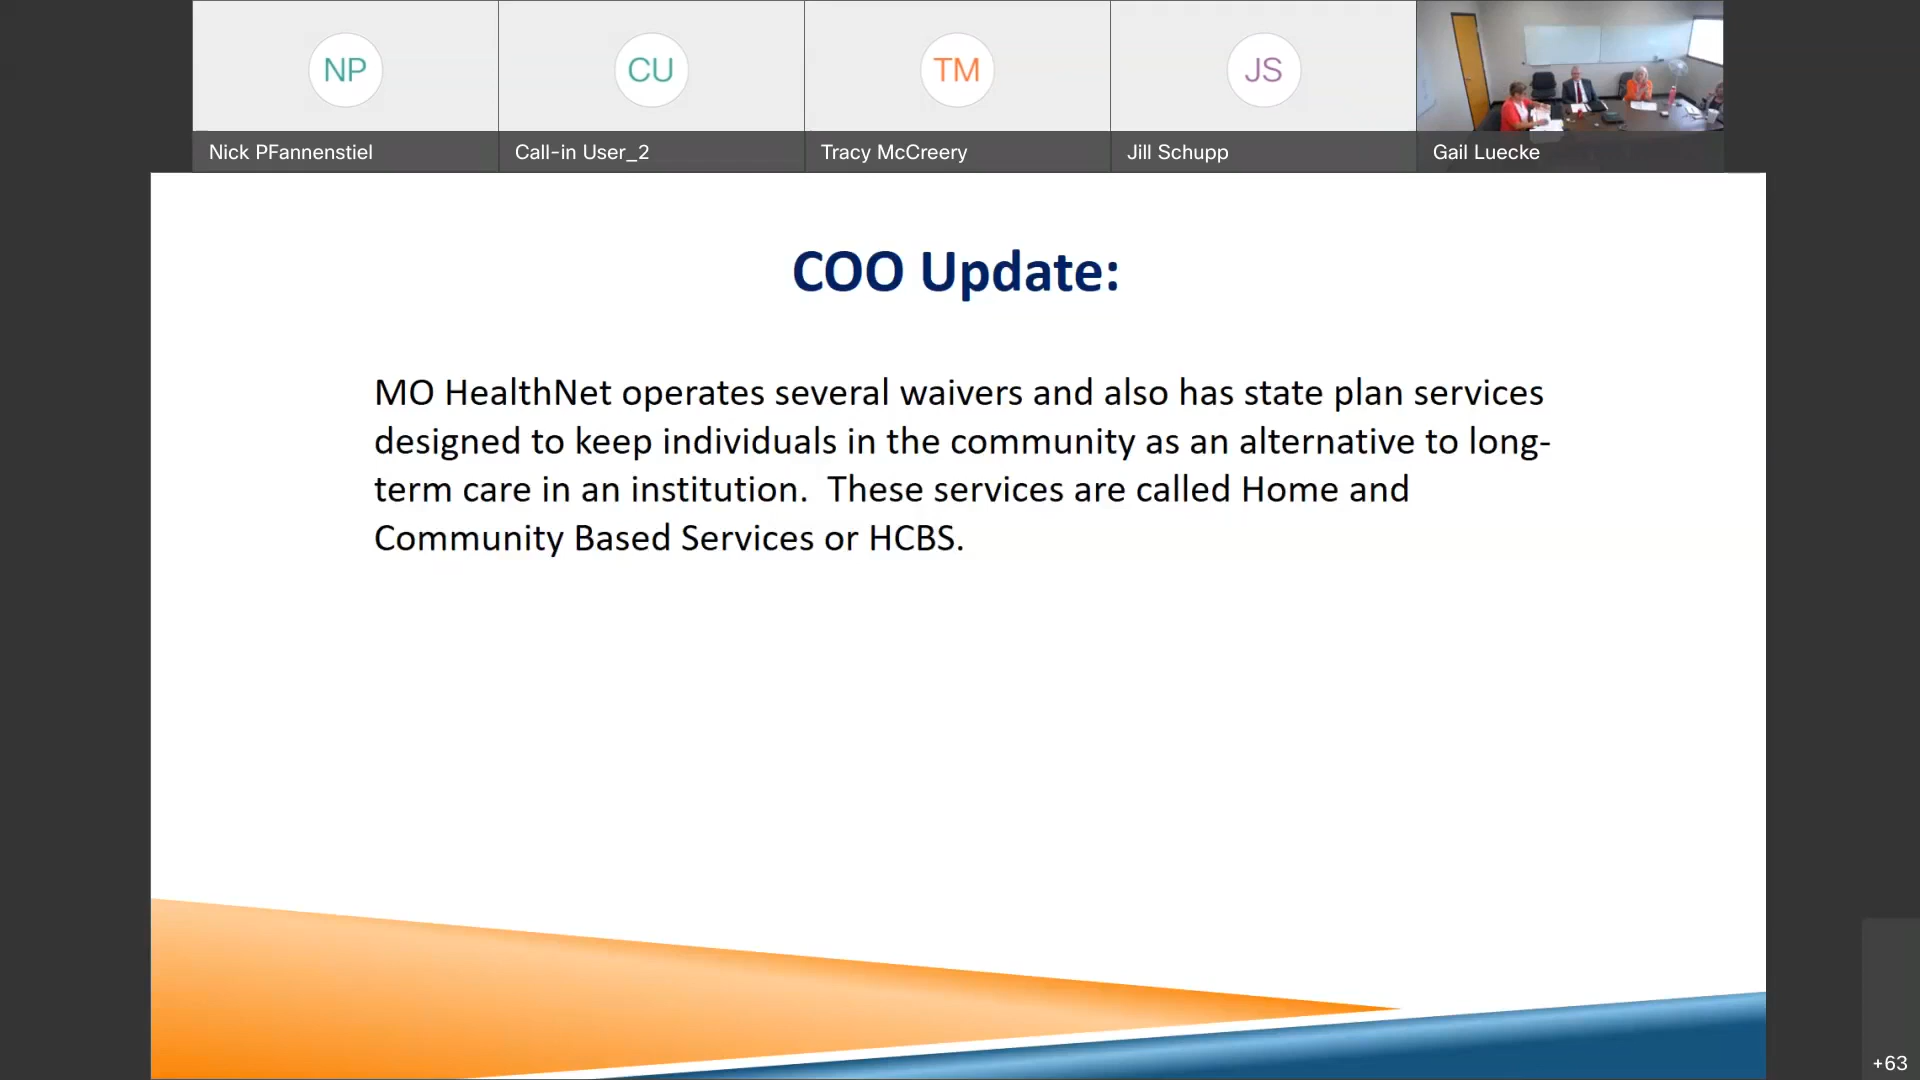 NP
CU
TM
JS
Nick PFannenstiel
Call-in User_2
Tracy McCreery
Jill Schupp
Gail Luecke
COO Update:
MO HealthNet operates several waivers and also has state plan services
designed to keep individuals in the community as an alternative to long-
term care in an institution.  These services are called Home and
Community Based Services or HCBS.
+63